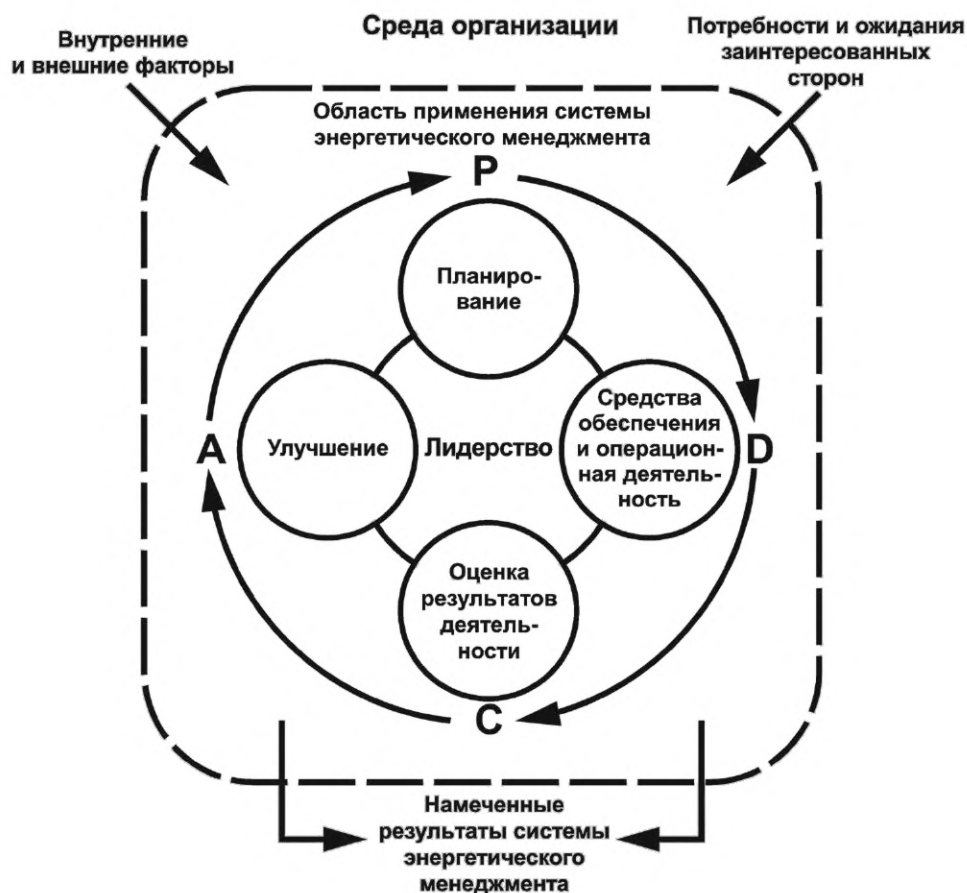 Среда организации
Внутренние
и внешние факторы
Потребности и ожидания
заинтересованных
сторон
Область применения системы
энергетического менеджмента
P
Планиро-
вание
Улучшение
Лидерство
Средства
обеспечения
и операцион-
ная деятель-
ность
A
D
Оценка
результатов
деятель-
ности
C
Намеченные
результаты системы
энергетического
менеджмента